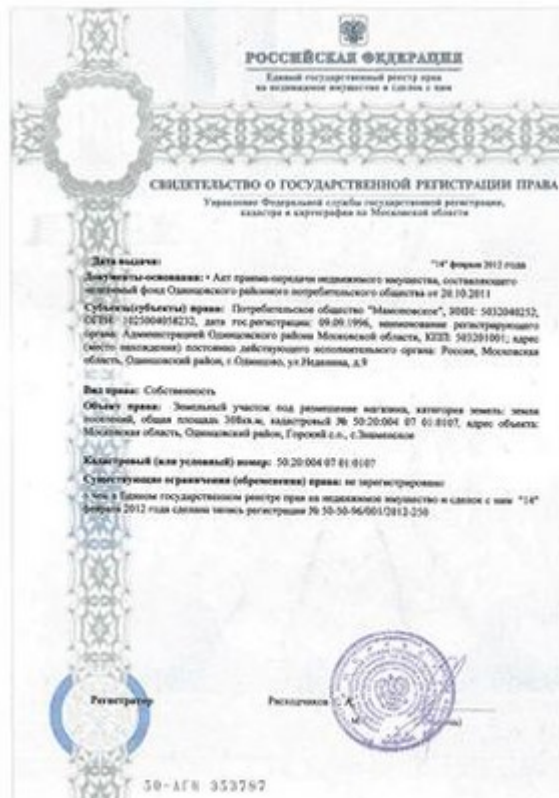 РОССИЙСКАЯ ФЕДЕРАЦИЯ
Единый государственный реестр прав
на недвижимое имущество и сделок с ним
СВИДЕТЕЛЬСТВО О ГОСУДАРСТВЕННОЙ РЕГИСТРАЦИИ ПРАВА
Управление Федеральной службы государственной регистрации,
кадастра и картографии по Московской области
Дата выдачи: "14" февраля 2012 года
Документы-основания: • Акт приема-передачи недвижимого имущества, составляющего
фонд Одинцовского районного потребительского общества от 20.10.2011
Субъект(субъекты) права: Потребительское общество "Мамоновское", ИНН: 5032040252,
ОГРН: 1025004058232, дата гос.регистрации: 09.09.1996, наименование регистрирующего
органа: Администрацией Одинцовского района Московской области, КПП: 503201001; адрес
(место нахождения) постоянно действующего исполнительного органа: Россия, Московская
область, Одинцовский район, г.Одинцово, ул.Неделина, д.9
Вид права: Собственность
Объект права: Земельный участок под размещение магазина, категория земель: земли
поселений, общая площадь 308кв.м, кадастровый № 50:20:004 07 01:0107, адрес объекта:
Московская область, Одинцовский район, Горский с.о., с.Знаменское
Кадастровый (или условный) номер: 50:20:004 07 01:0107
Существующие ограничения (обременения) права: не зарегистрировано
о чем в Едином государственном реестре прав на недвижимое имущество и сделок с ним "14"
февраля 2012 года сделана запись регистрации № 50-50-96/001/2012-250
Регистратор Расходчиков
353787